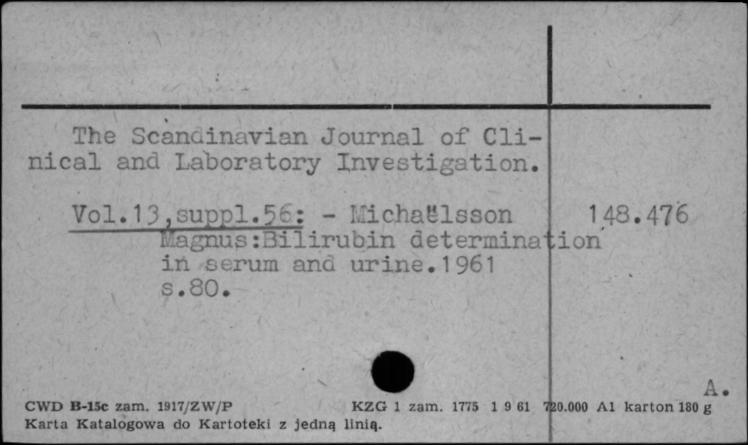 The Scandinavian Journal of Cli-
nical and Laboratory Investigation.
Vol.13,suppl.56: - Michaëlsson 148.476
Magnus:Bilirubin determination
in serum and urine.1961
s.80.
A.
CWD B-15c zam. 1917/ZW/P KZG 1 zam. 1775 1 9 61 720.000 A1 karton 180 g
Karta Katalogowa do Kartoteki z jedną linią.